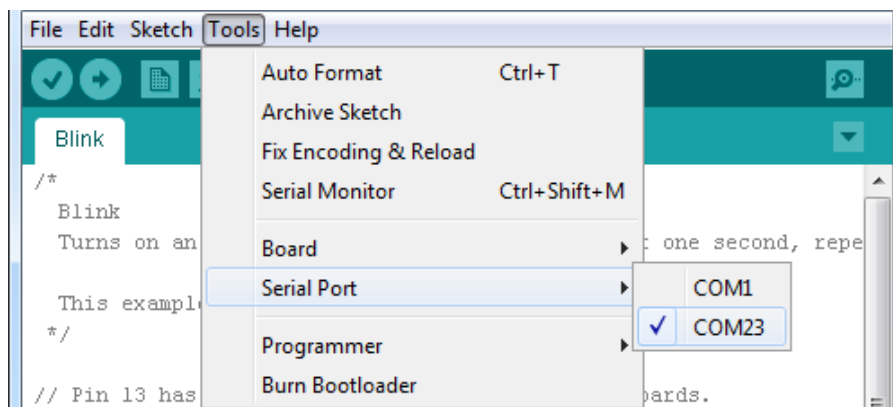 File Edit Sketch Tools Help
Auto Format Ctrl+T
Archive Sketch
Fix Encoding & Reload
Serial Monitor Ctrl+Shift+M
Board
Serial Port
Programmer
Burn Bootloader
COM1
COM23
Blink
/*
Blink
Turns on an one second, repe
This exampl
*/
// Pin 13 has